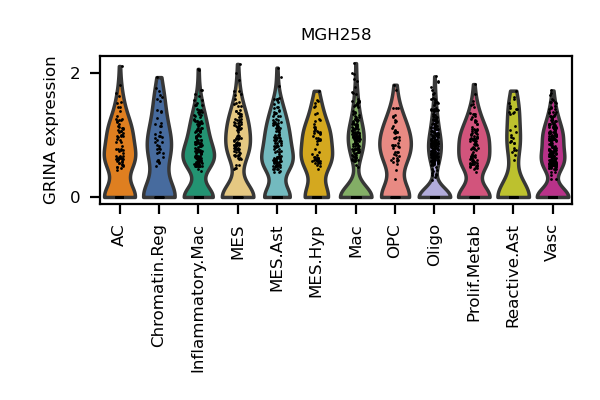 MGH258
GRINA expression
2
0
AC
Chromatin.Reg
Inflammatory.Mac
MES
MES.Ast
MES.Hyp
Mac
OPC
Oligo
Prolif.Metab
Reactive.Ast
Vasc